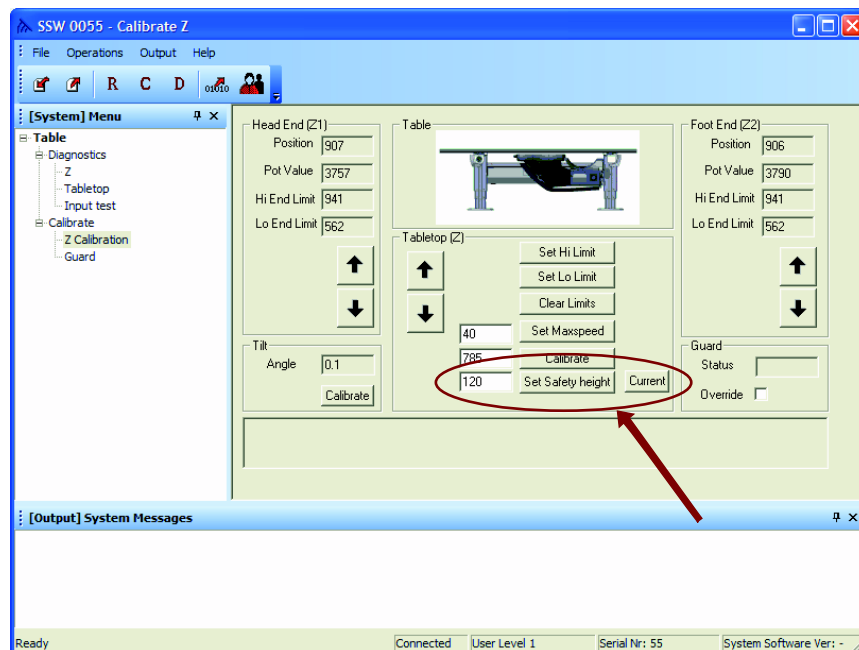 SSW 0055 - Calibrate Z
File Operations Output Help
R C D 01010
[System] Menu
Table
Diagnostics
Z
Tabletop
Input test
Calibrate
Z Calibration
Guard
Head End (Z1)
Position 907
Pot Value 3757
Hi End Limit 941
Lo End Limit 562
Table
Foot End (Z2)
Position 906
Pot Value 3790
Hi End Limit 941
Lo End Limit 562
Tabletop (Z)
Set Hi Limit
Set Lo Limit
Clear Limits
40 Set Maxspeed
785 Calibrate
120 Set Safety height Current
Tilt
Angle 0.1
Calibrate
Guard
Status
Override
[Output] System Messages
Ready Connected User Level 1 Serial Nr: 55 System Software Ver: -